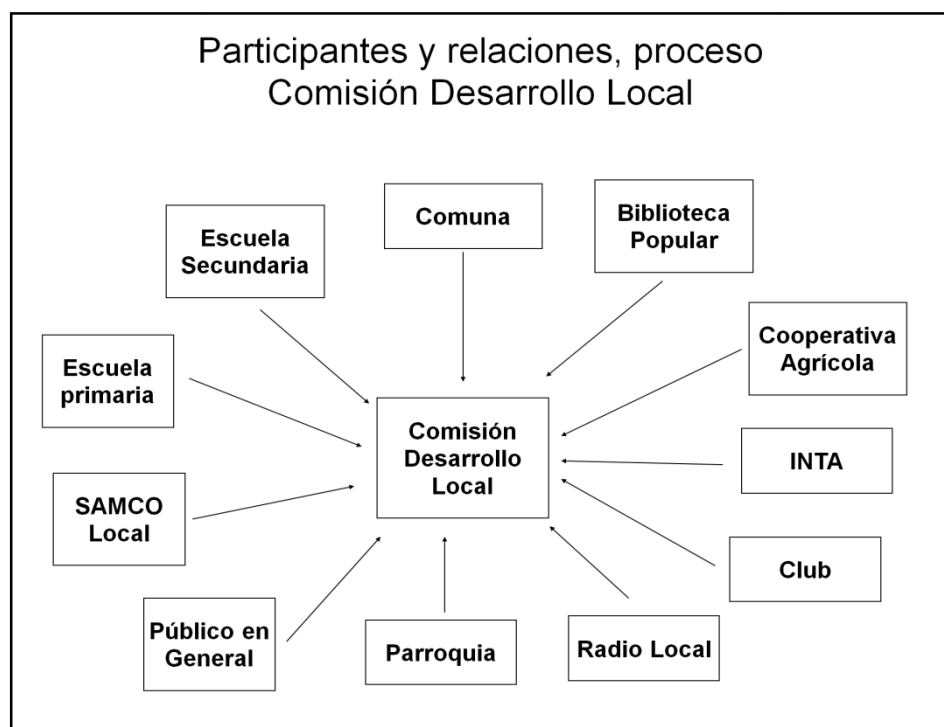 Participantes y relaciones, proceso
Comisión Desarrollo Local
Comuna
Biblioteca
Popular
Escuela
Secundaria
Cooperativa
Agrícola
Escuela
primaria
Comisión
Desarrollo
Local
INTA
SAMCO
Local
Club
Público en
General
Parroquia
Radio Local